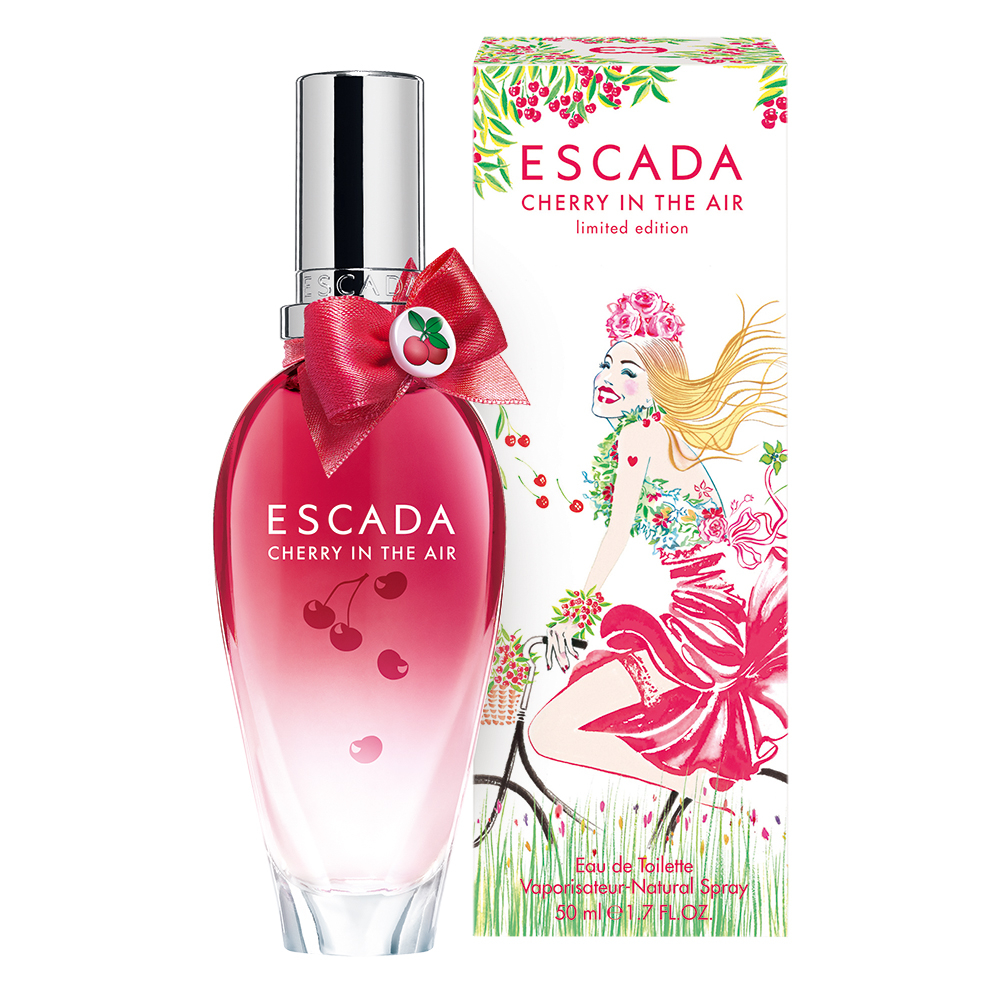 ESCADA
CHERRY IN THE AIR
limited edition
ESCADA
ESCADA
CHERRY IN THE AIR
Eau de Toilette
Vaporisateur-Natural Spray
50 ml ℮ 1.7 FL.OZ.